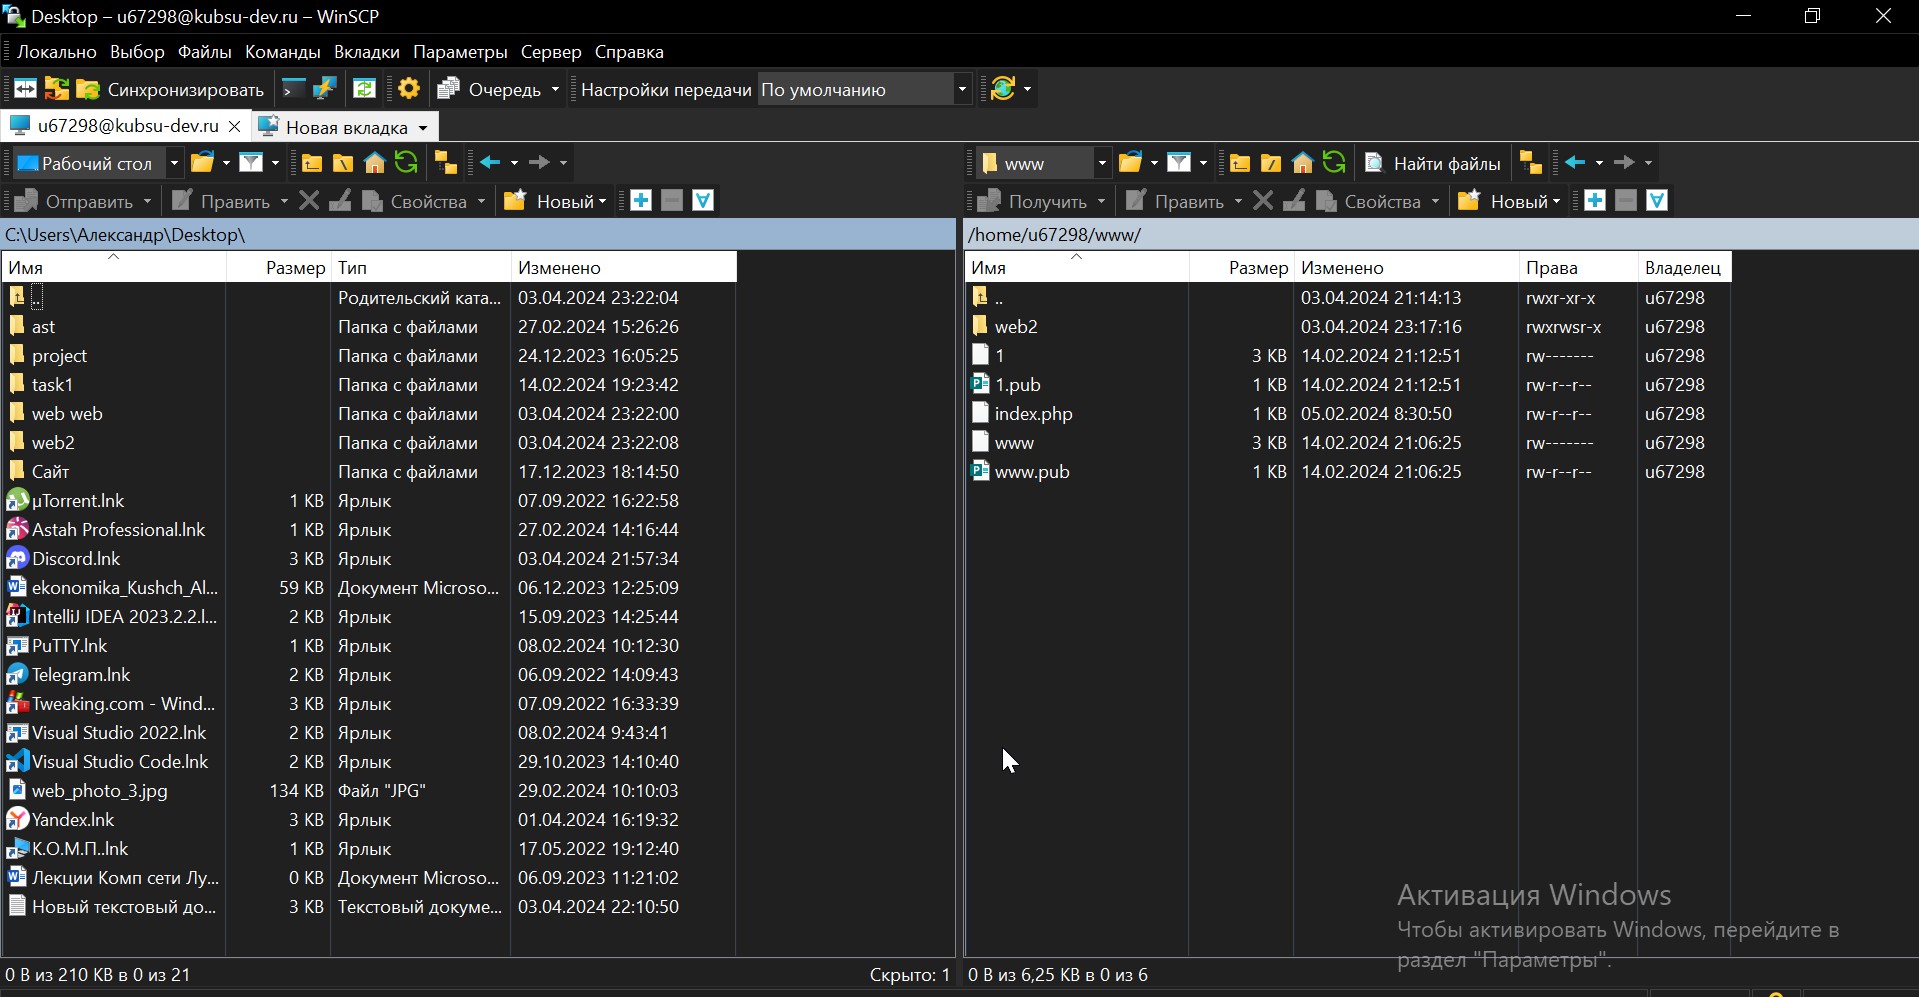 Desktop – u67298@kubsu-dev.ru – WinSCP
Локально Выбор Файлы Команды Вкладки Параметры Сервер Справка
Синхронизировать Очередь Настройки передачи По умолчанию
u67298@kubsu-dev.ru Новая вкладка
Рабочий стол
www Найти файлы
Отправить Править Свойства Новый
Получить Править Свойства Новый
C:\Users\Александр\Desktop\
Имя Размер Тип Изменено
.. Родительский ката... 03.04.2024 23:22:04
ast Папка с файлами 27.02.2024 15:26:26
project Папка с файлами 24.12.2023 16:05:25
task1 Папка с файлами 14.02.2024 19:23:42
web web Папка с файлами 03.04.2024 23:22:00
web2 Папка с файлами 03.04.2024 23:22:08
Сайт Папка с файлами 17.12.2023 18:14:50
µTorrent.lnk 1 KB Ярлык 07.09.2022 16:22:58
Astah Professional.lnk 1 KB Ярлык 27.02.2024 14:16:44
Discord.lnk 3 KB Ярлык 03.04.2024 21:57:34
ekonomika_Kushch_Al... 59 KB Документ Microso... 06.12.2023 12:25:09
IntelliJ IDEA 2023.2.2.l... 2 KB Ярлык 15.09.2023 14:25:44
PuTTY.lnk 1 KB Ярлык 08.02.2024 10:12:30
Telegram.lnk 2 KB Ярлык 06.09.2022 14:09:43
Tweaking.com - Wind... 3 KB Ярлык 07.09.2022 16:33:39
Visual Studio 2022.lnk 2 KB Ярлык 08.02.2024 9:43:41
Visual Studio Code.lnk 2 KB Ярлык 29.10.2023 14:10:40
web_photo_3.jpg 134 KB Файл "JPG" 29.02.2024 10:10:03
Yandex.lnk 3 KB Ярлык 01.04.2024 16:19:32
К.О.М.П..lnk 1 KB Ярлык 17.05.2022 19:12:40
Лекции Комп сети Лу... 0 KB Документ Microso... 06.09.2023 11:21:02
Новый текстовый до... 3 KB Текстовый докуме... 03.04.2024 22:10:50
0 B из 210 KB в 0 из 21 Скрыто: 1
/home/u67298/www/
Имя Размер Изменено Права Владелец
.. 03.04.2024 21:14:13 rwxr-xr-x u67298
web2 03.04.2024 23:17:16 rwxrwsr-x u67298
1 3 KB 14.02.2024 21:12:51 rw------- u67298
1.pub 1 KB 14.02.2024 21:12:51 rw-r--r-- u67298
index.php 1 KB 05.02.2024 8:30:50 rw-r--r-- u67298
www 3 KB 14.02.2024 21:06:25 rw------- u67298
www.pub 1 KB 14.02.2024 21:06:25 rw-r--r-- u67298
0 B из 6,25 KB в 0 из 6
Активация Windows
Чтобы активировать Windows, перейдите в
раздел "Параметры".